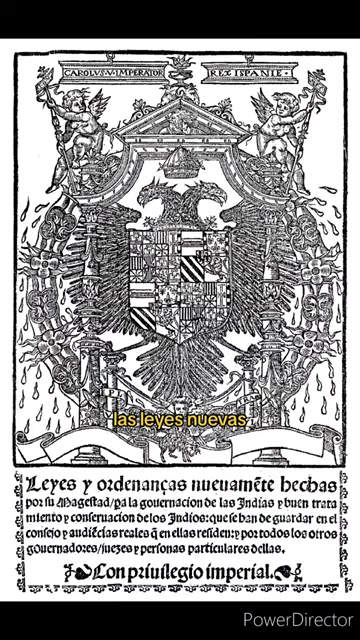 CAROLVS·V·IMPERATOR
REX ISPANIE·
las leyes nuevas
Leyes y ordenanças nueuamẽte hechas
por su Magestad/pa la gouernacion de las Indias y buen trata
miento y conseruacion de los Indios: que se han de guardar en el
consejo y audiẽcias reales q̃ en ellas residen: y por todos los otros
gouernadores/juezes y personas particulares dellas.
Con priuilegio imperial.
PowerDirector